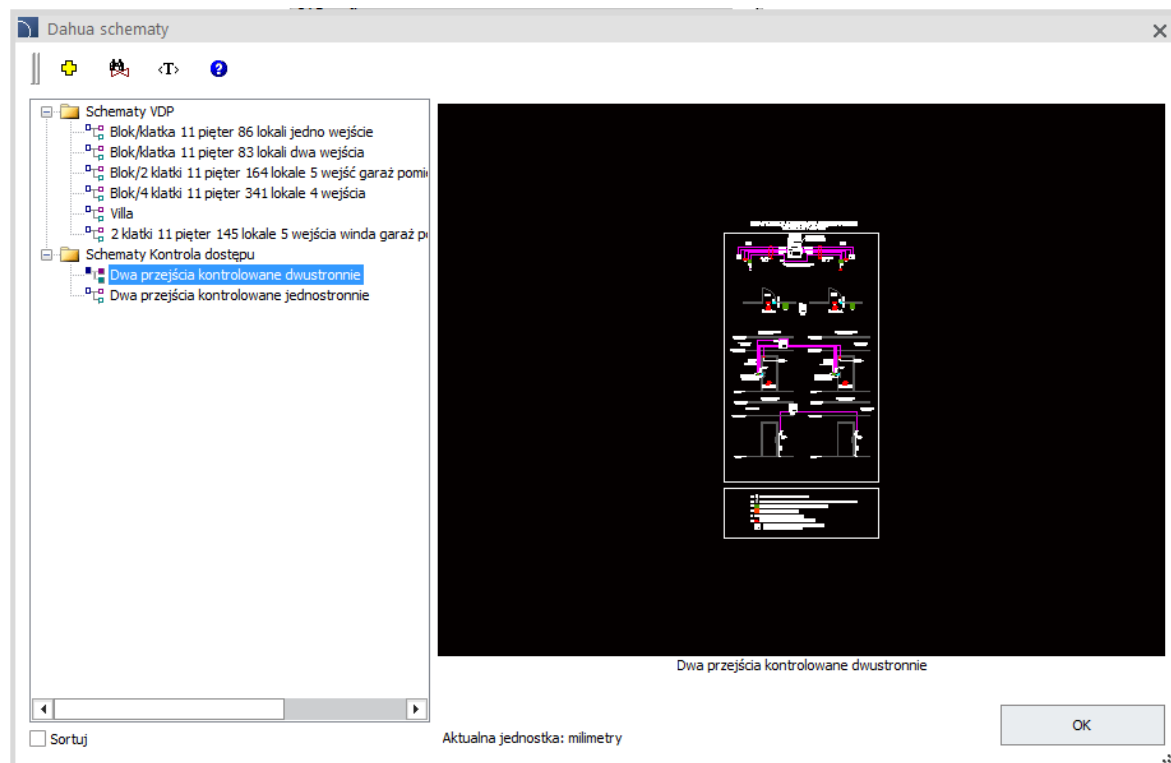 Dahua schematy
<T>
Schematy VDP
Blok/klatka 11 pięter 86 lokali jedno wejście
Blok/klatka 11 pięter 83 lokali dwa wejścia
Blok/2 klatki 11 pięter 164 lokale 5 wejść garaż pomi
Blok/4 klatki 11 pięter 341 lokale 4 wejścia
Villa
2 klatki 11 pięter 145 lokale 5 wejścia winda garaż p
Schematy Kontrola dostępu
Dwa przejścia kontrolowane dwustronnie
Dwa przejścia kontrolowane jednostronnie
Dwa przejścia kontrolowane dwustronnie
Sortuj
Aktualna jednostka: milimetry
OK